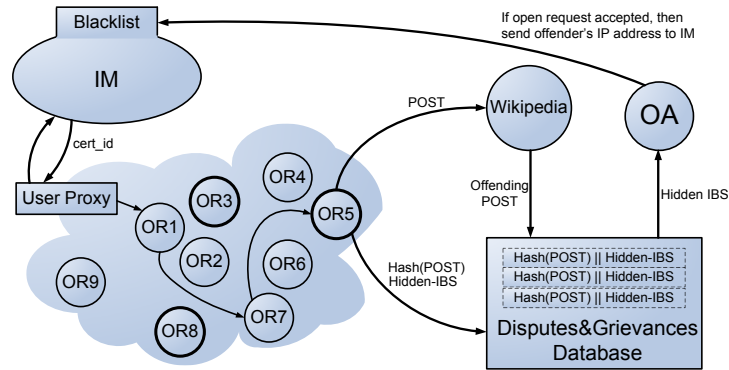 Blacklist
IM
If open request accepted, then
send offender's IP address to IM
cert_id
User Proxy
POST
Wikipedia
OA
OR4
OR3
OR5
OR1
OR2
OR6
OR9
OR7
OR8
Offending
POST
Hidden IBS
Hash(POST)
Hidden-IBS
Hash(POST) || Hidden-IBS
Hash(POST) || Hidden-IBS
Hash(POST) || Hidden-IBS
Disputes&Grievances
Database